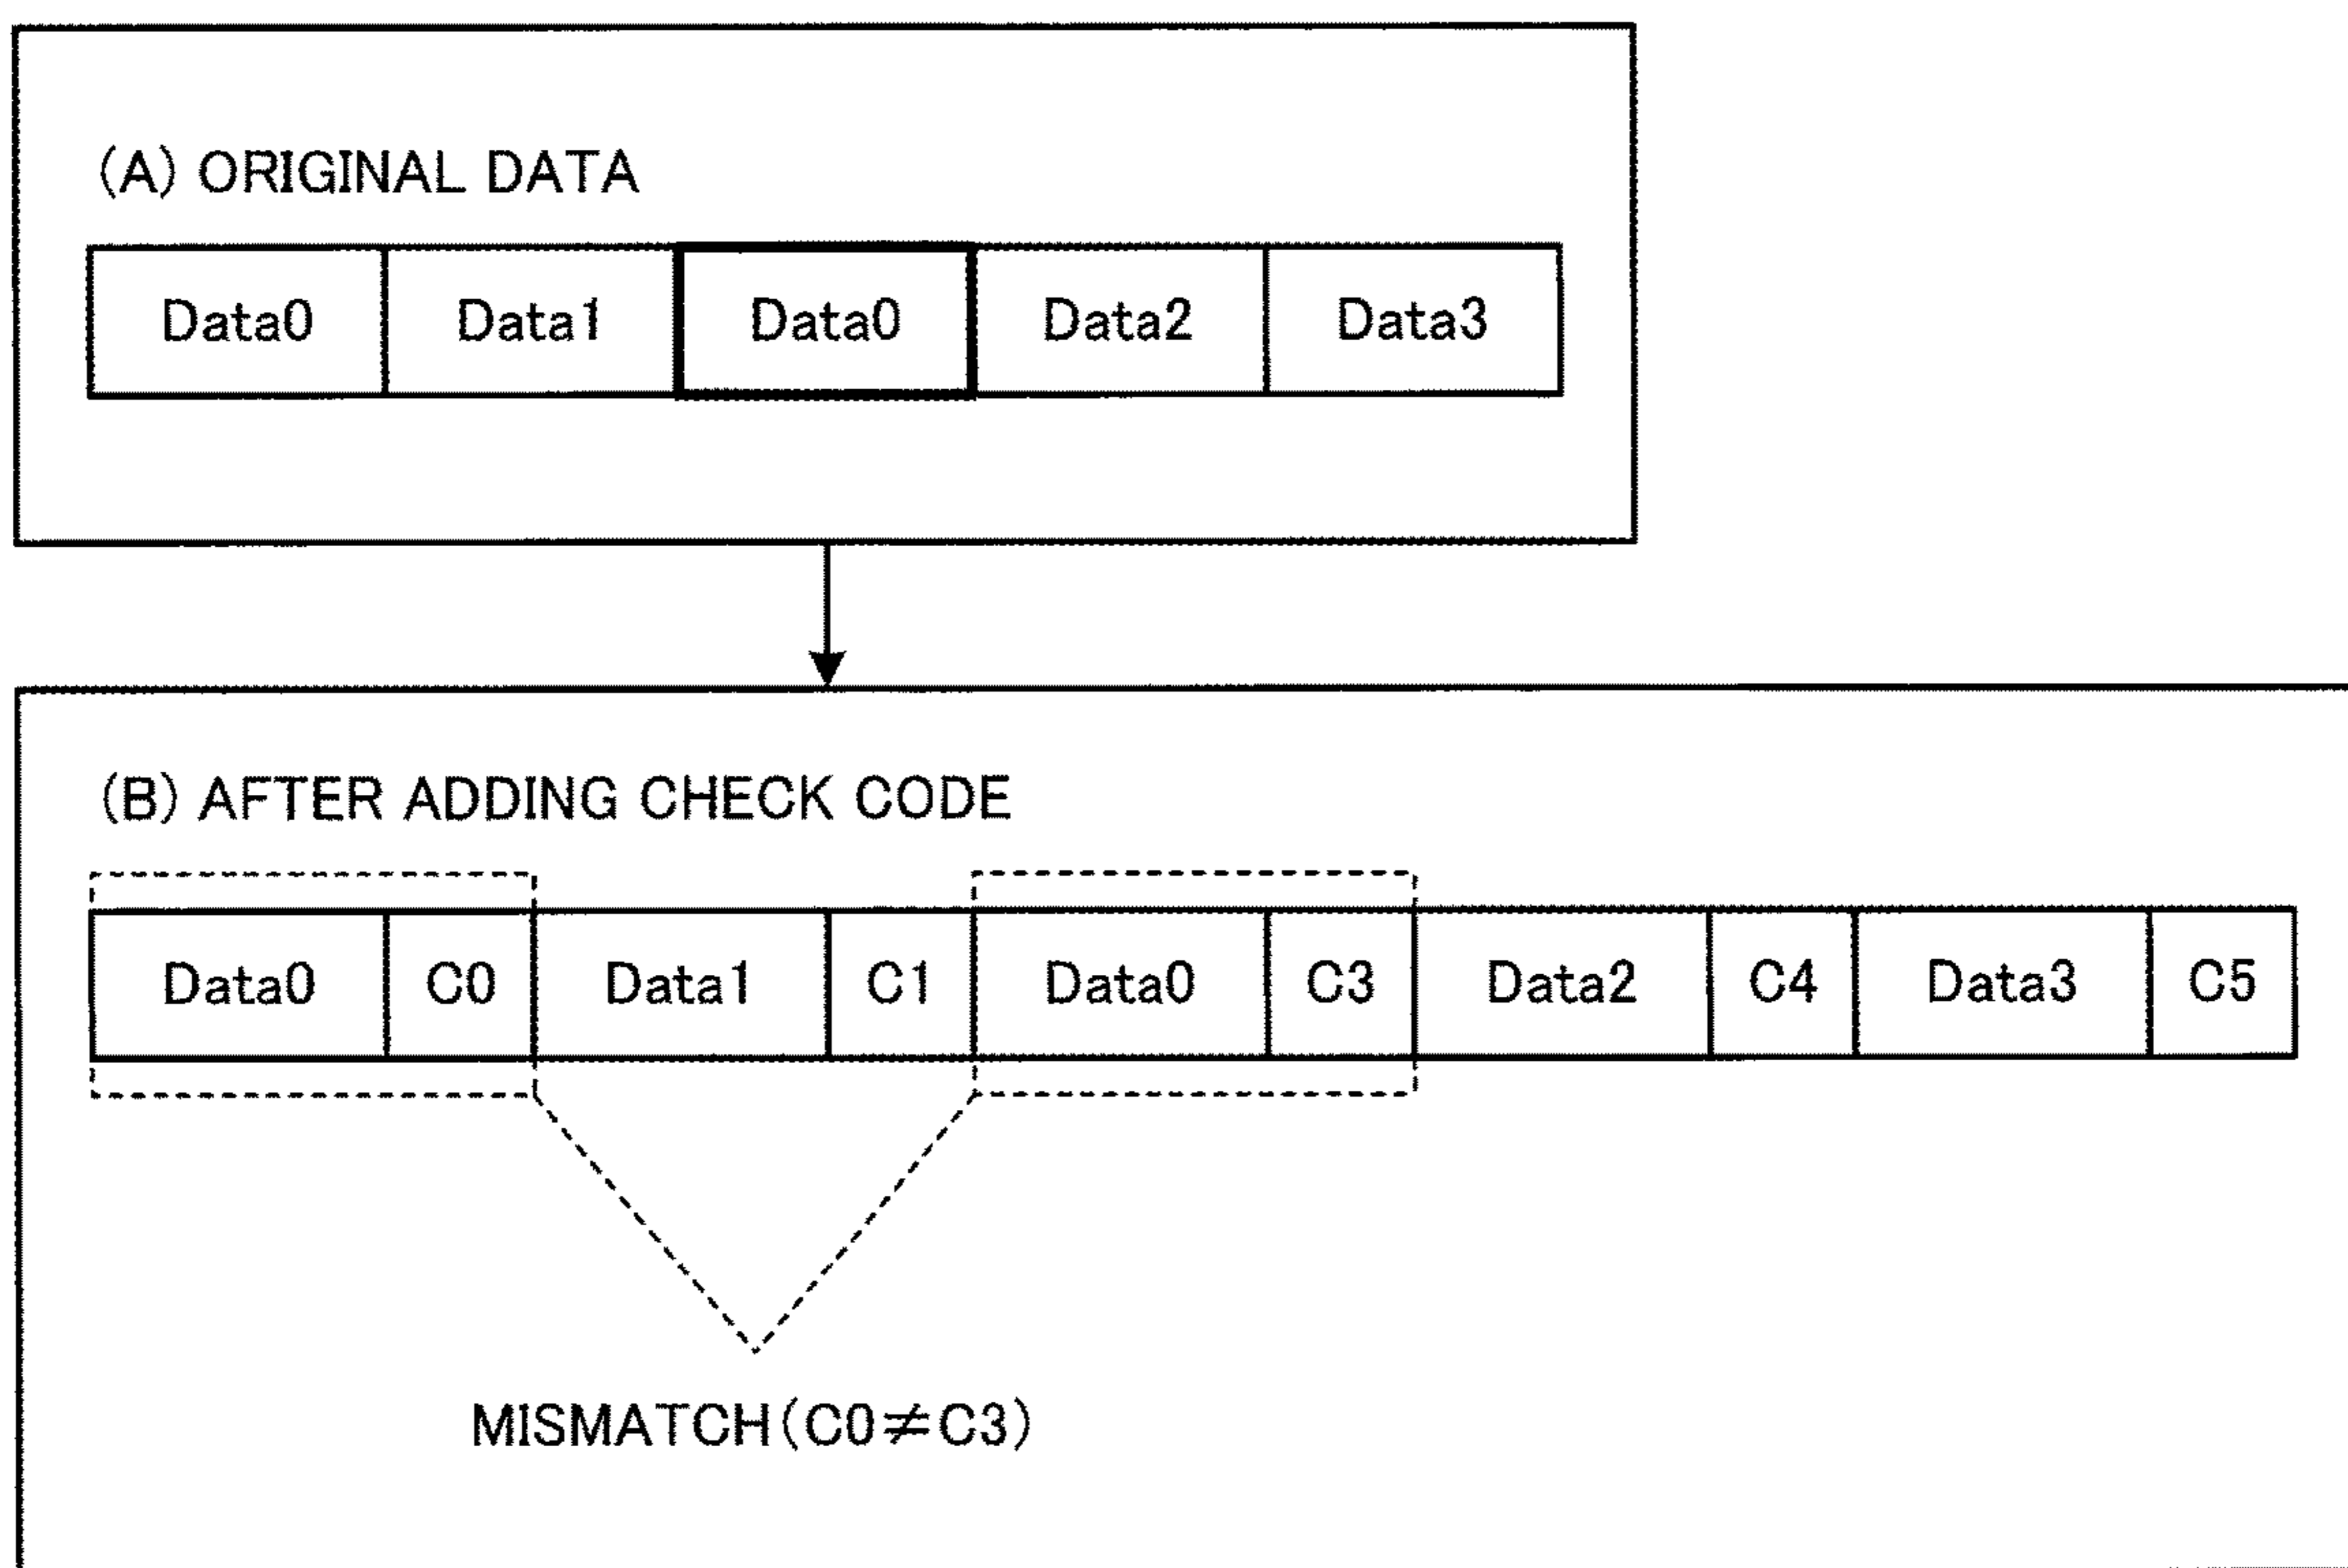 (A) ORIGINAL DATA
Data0 Data1 Data0 Data2 Data3
(B) AFTER ADDING CHECK CODE
Data0 C0 Data1 C1 Data0 C3 Data2 C4 Data3 C5
MISMATCH(C0≠C3)